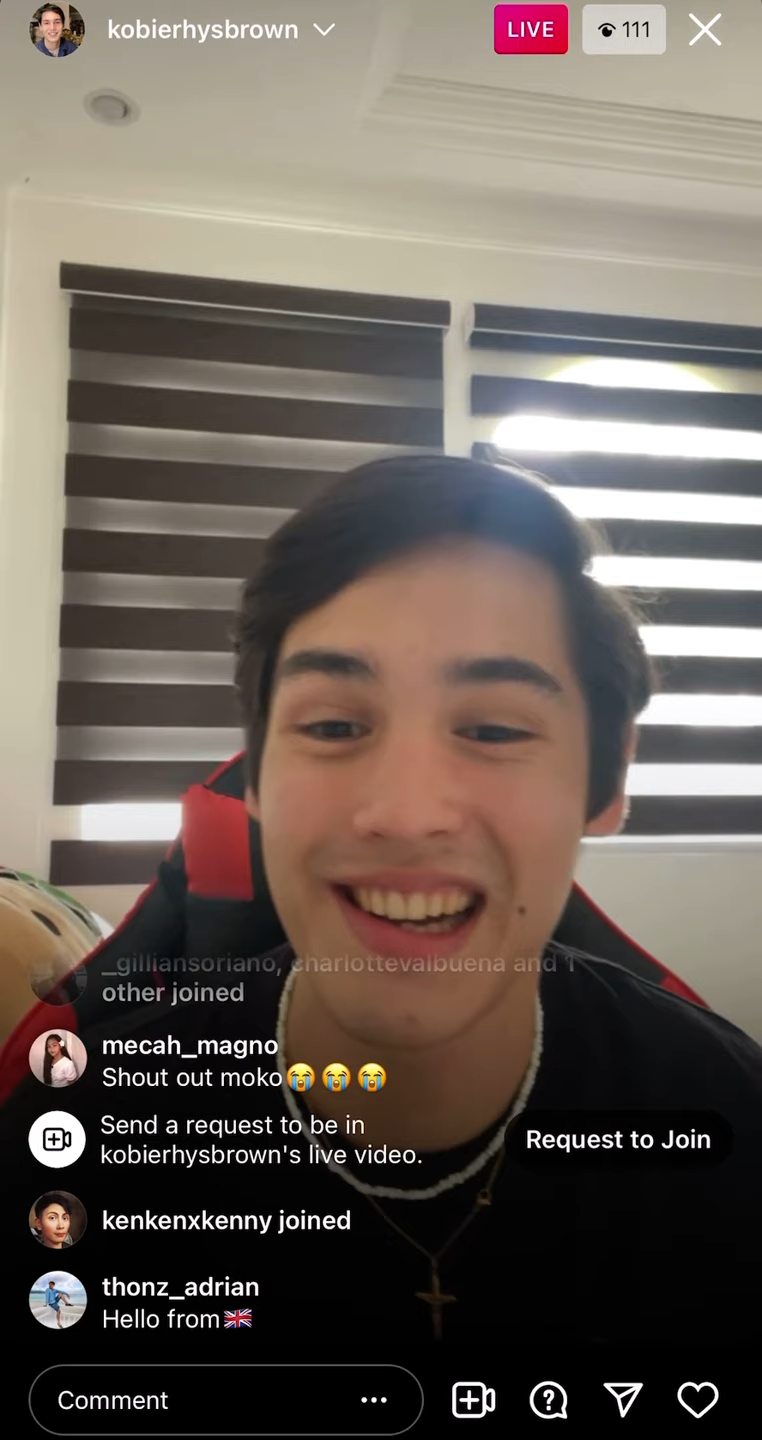 kobierhysbrown
LIVE
111
_gilliansoriano, charlottevalbuena and 1
other joined
mecah_magno
Shout out moko😭😭😭
Send a request to be in
kobierhysbrown's live video.
Request to Join
kenkenxkenny joined
thonz_adrian
Hello from🇬🇧
Comment